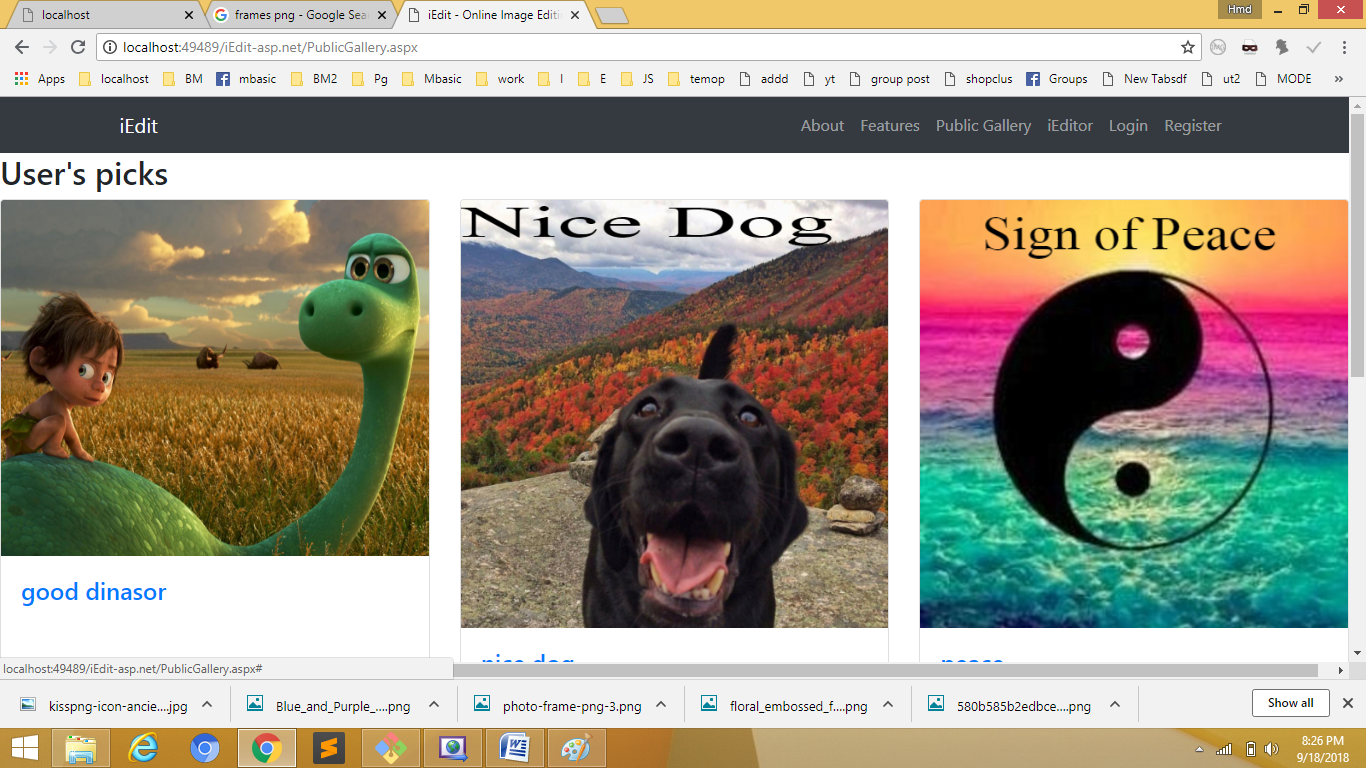 localhost
frames png - Google Sea
iEdit - Online Image Editi
Hmd
localhost:49489/iEdit-asp.net/PublicGallery.aspx
Apps localhost BM mbasic BM2 Pg Mbasic work I E JS temop addd yt group post shopclus Groups New Tabsdf ut2 MODE »
iEdit About Features Public Gallery iEditor Login Register
User's picks
Nice Dog
Sign of Peace
good dinasor
nice dog
peace
localhost:49489/iEdit-asp.net/PublicGallery.aspx#
kisspng-icon-ancie....jpg Blue_and_Purple_....png photo-frame-png-3.png floral_embossed_f....png 580b585b2edbce....png Show all
8:26 PM
9/18/2018